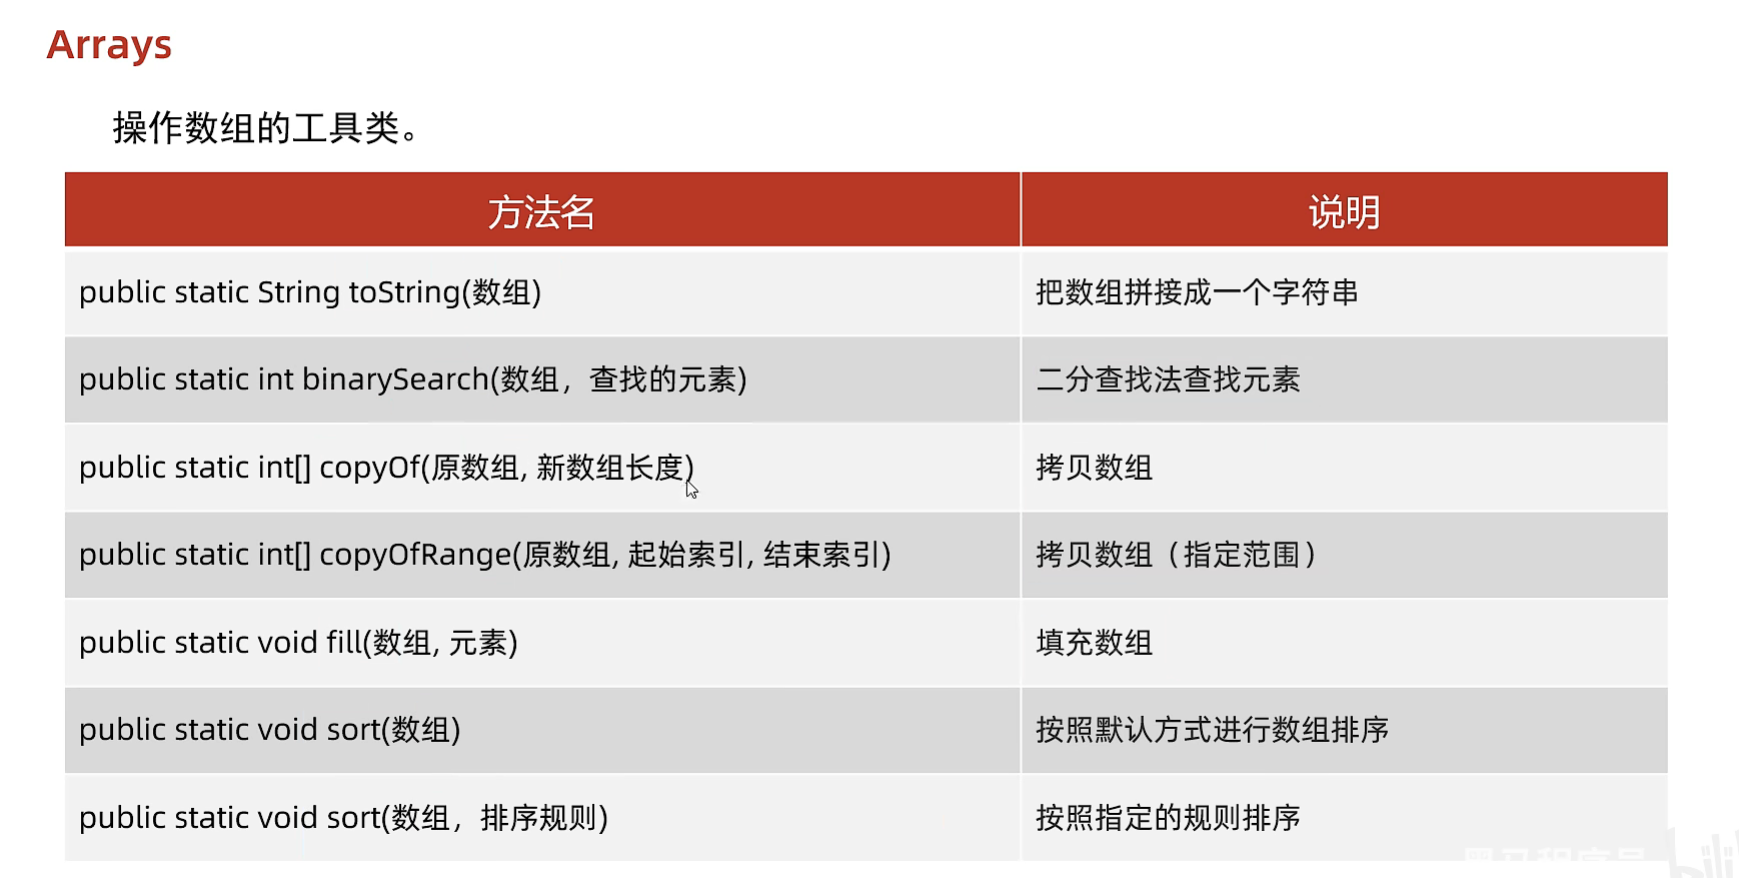 Arrays
操作数组的工具类。
方法名 说明
public static String toString(数组) 把数组拼接成一个字符串
public static int binarySearch(数组，查找的元素) 二分查找法查找元素
public static int[] copyOf(原数组, 新数组长度) 拷贝数组
public static int[] copyOfRange(原数组, 起始索引, 结束索引) 拷贝数组（指定范围）
public static void fill(数组, 元素) 填充数组
public static void sort(数组) 按照默认方式进行数组排序
public static void sort(数组，排序规则) 按照指定的规则排序